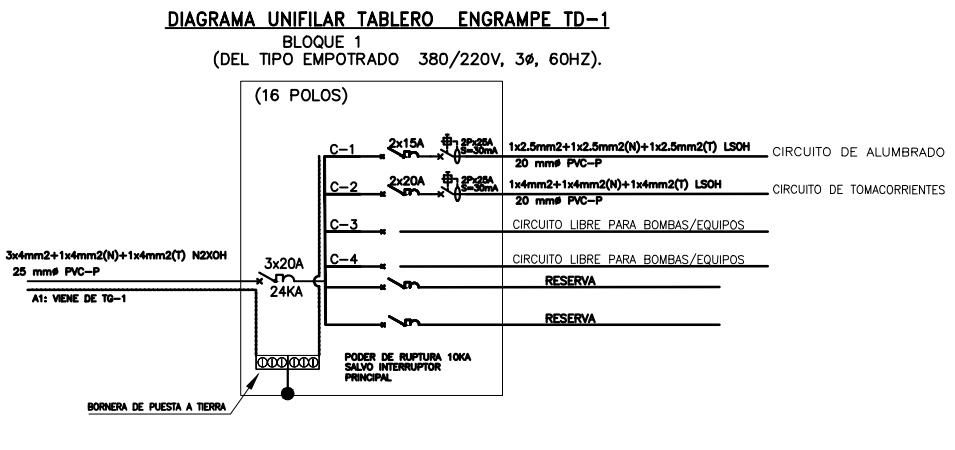 DIAGRAMA UNIFILAR TABLERO ENGRAMPE TD-1
BLOQUE 1
(DEL TIPO EMPOTRADO 380/220V, 3ø, 60HZ).
(16 POLOS)
C-1
2x15A
2Px25A
S=30mA
1x2.5mm2+1x2.5mm2(N)+1x2.5mm2(T) LSOH
20 mmø PVC-P
CIRCUITO DE ALUMBRADO
C-2
2x20A
2Px25A
S=30mA
1x4mm2+1x4mm2(N)+1x4mm2(T) LSOH
20 mmø PVC-P
CIRCUITO DE TOMACORRIENTES
C-3
CIRCUITO LIBRE PARA BOMBAS/EQUIPOS
C-4
CIRCUITO LIBRE PARA BOMBAS/EQUIPOS
3x4mm2+1x4mm2(N)+1x4mm2(T) N2XOH
25 mmø PVC-P
A1: VIENE DE TG-1
3x20A
24KA
RESERVA
RESERVA
PODER DE RUPTURA 10KA
SALVO INTERRUPTOR
PRINCIPAL
BORNERA DE PUESTA A TIERRA